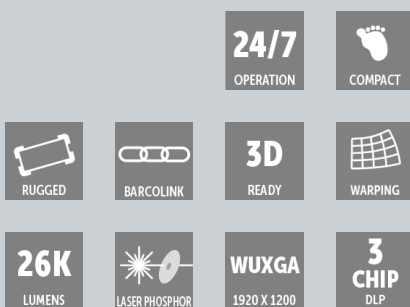 24/7
OPERATION
COMPACT
RUGGED
BARCOLINK
3D
READY
WARPING
26K
LUMENS
LASER PHOSPHOR
WUXGA
1920 X 1200
3
CHIP
DLP